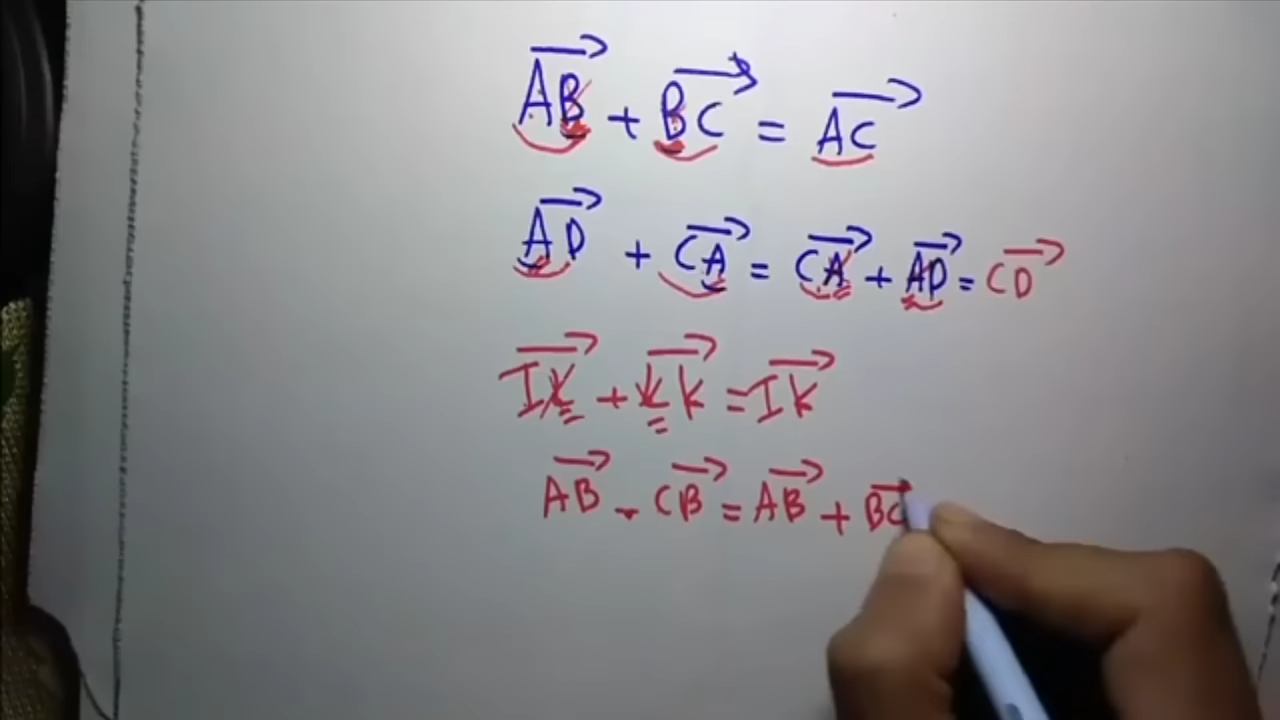 AB + BC = AC
AD + CA = CA + AD = CD
IK + KK = IK
AB - CB = AB + BC